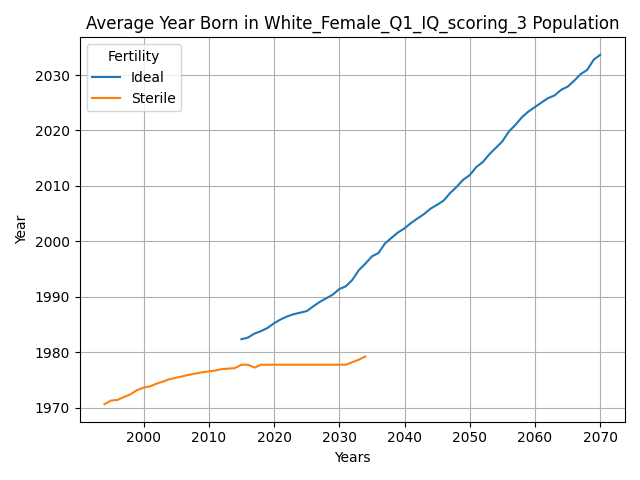 Average Year Born in White_Female_Q1_IQ_scoring_3 Population
Fertility
Ideal
Sterile
Year
2030
2020
2010
2000
1990
1980
1970
2000 2010 2020 2030 2040 2050 2060 2070
Years